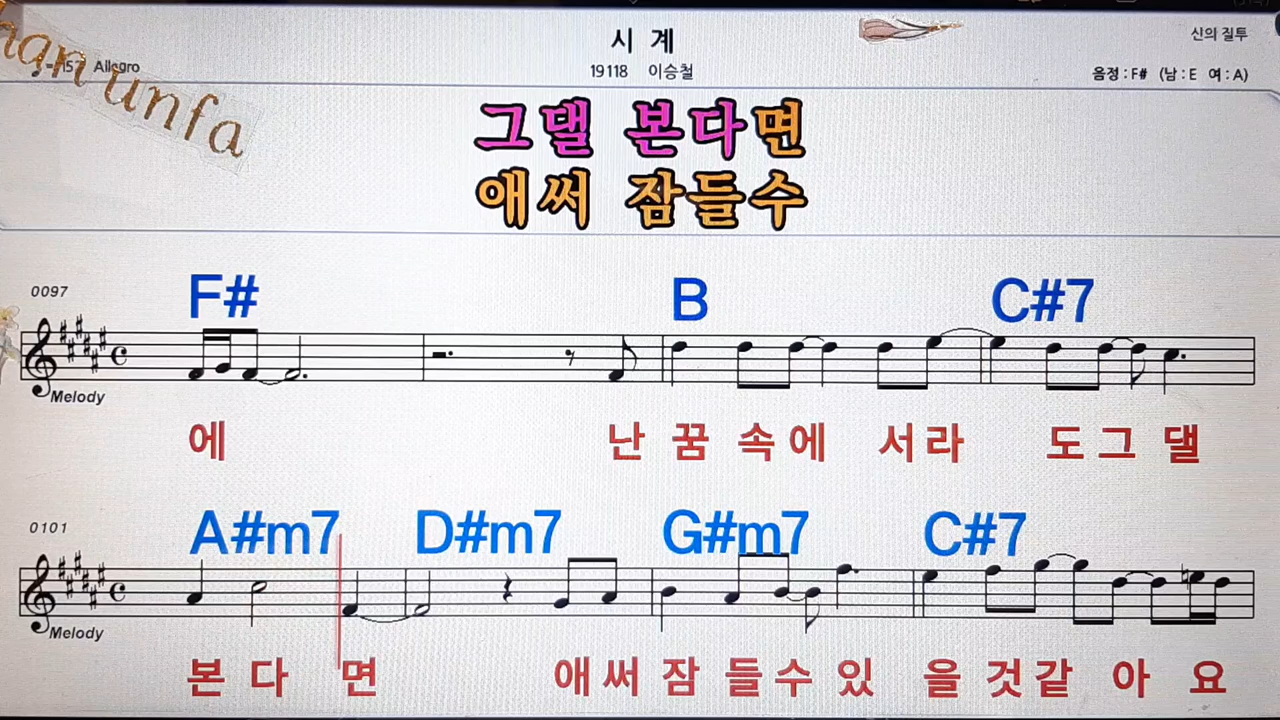 han unfa
시 계
신의 질투
=157 Allegro
19118 이승철
음정 : F# (남 : E 여 : A)
그댈 본다면
애써 잠들수
0097
F# B C#7
Melody
에 난 꿈 속에 서라 도그 댈
0101
A#m7 D#m7 G#m7 C#7
Melody
본 다 면 애써 잠 들수 있 을 것같 아 요